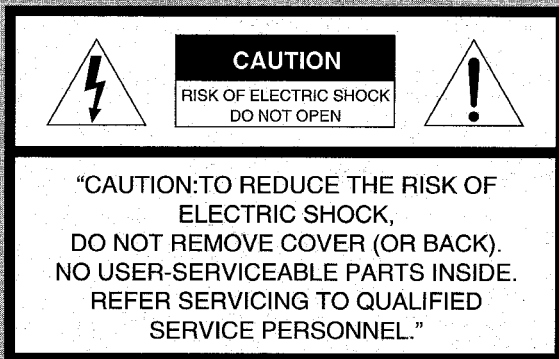 CAUTION
RISK OF ELECTRIC SHOCK
DO NOT OPEN
“CAUTION:TO REDUCE THE RISK OF
ELECTRIC SHOCK,
DO NOT REMOVE COVER (OR BACK).
NO USER-SERVICEABLE PARTS INSIDE.
REFER SERVICING TO QUALIFIED
SERVICE PERSONNEL.”